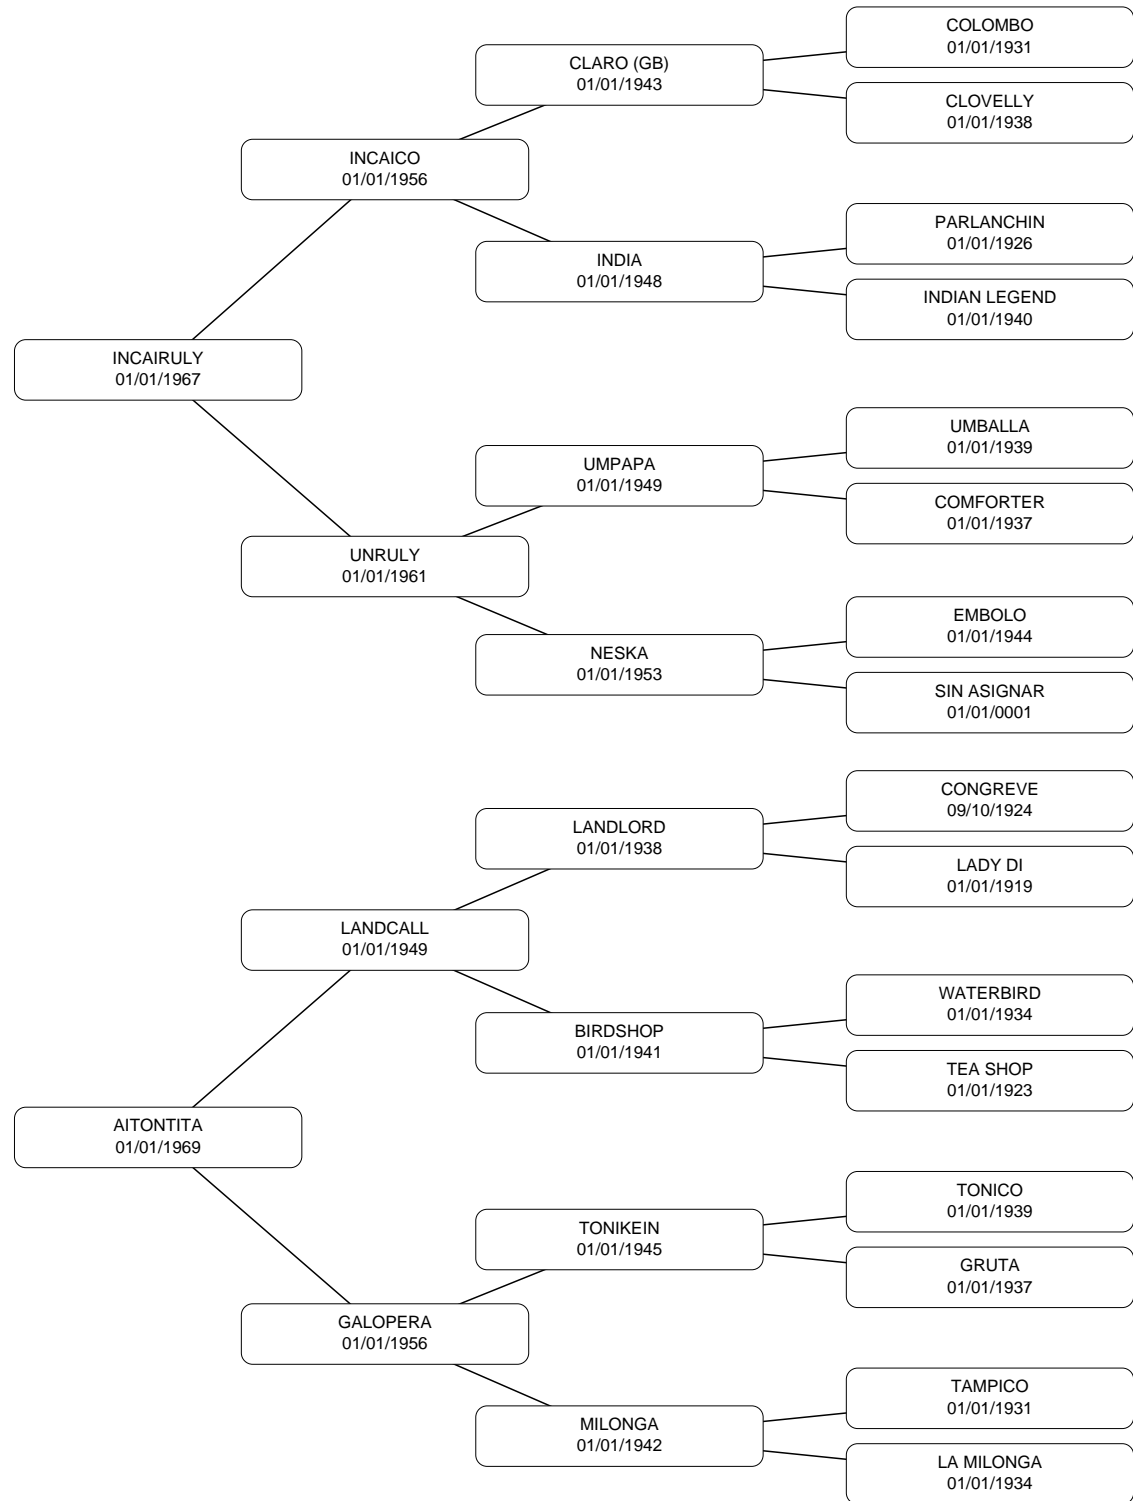 COLOMBO
01/01/1931
CLARO (GB)
01/01/1943
CLOVELLY
01/01/1938
INCAICO
01/01/1956
PARLANCHIN
01/01/1926
INDIA
01/01/1948
INDIAN LEGEND
01/01/1940
INCAIRULY
01/01/1967
UMBALLA
01/01/1939
UMPAPA
01/01/1949
COMFORTER
01/01/1937
UNRULY
01/01/1961
EMBOLO
01/01/1944
NESKA
01/01/1953
SIN ASIGNAR
01/01/0001
CONGREVE
09/10/1924
LANDLORD
01/01/1938
LADY DI
01/01/1919
LANDCALL
01/01/1949
WATERBIRD
01/01/1934
BIRDSHOP
01/01/1941
TEA SHOP
01/01/1923
AITONTITA
01/01/1969
TONICO
01/01/1939
TONIKEIN
01/01/1945
GRUTA
01/01/1937
GALOPERA
01/01/1956
TAMPICO
01/01/1931
MILONGA
01/01/1942
LA MILONGA
01/01/1934